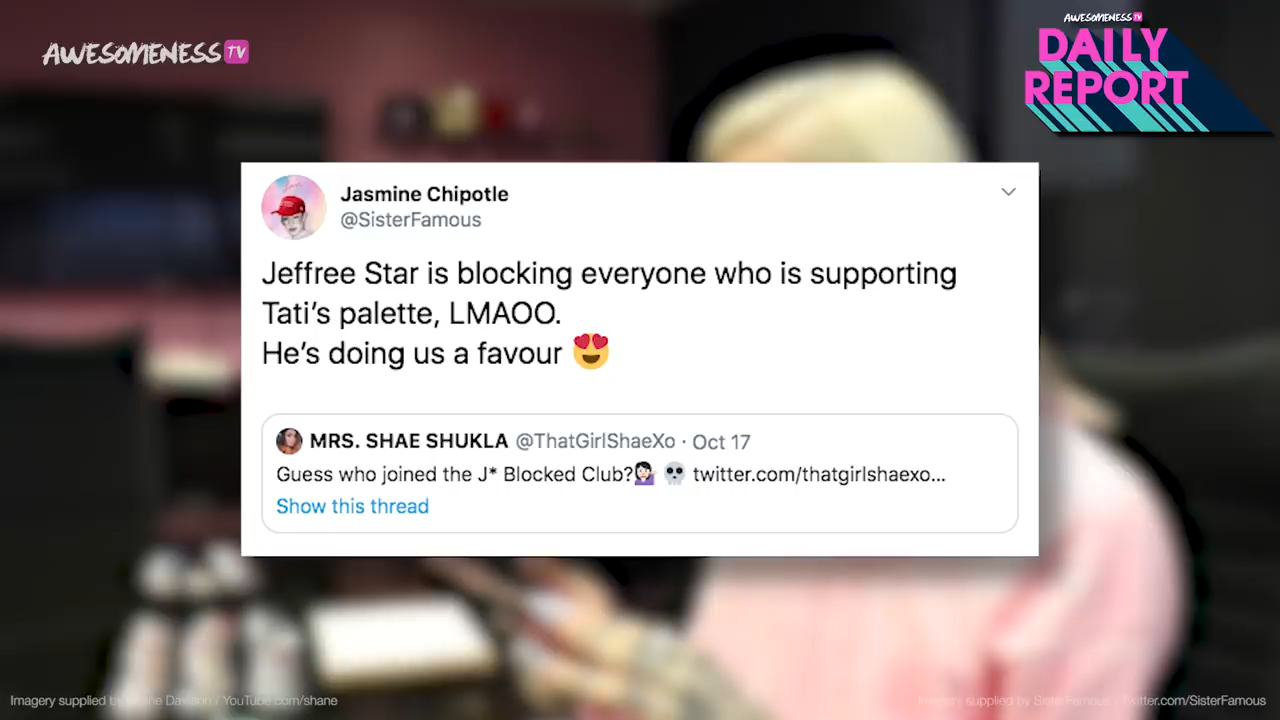 AWESOMENESS TV
AWESOMENESS TV
DAILY
REPORT
Jasmine Chipotle
@SisterFamous
Jeffree Star is blocking everyone who is supporting
Tati’s palette, LMAOO.
He’s doing us a favour 😍
MRS. SHAE SHUKLA @ThatGirlShaeXo · Oct 17
Guess who joined the J* Blocked Club?💁🏻‍♀️ 💀 twitter.com/thatgirlshaexo...
Show this thread
Imagery supplied by Shane Dawson / YouTube.com/shane
Imagery supplied by SisterFamous / Twitter.com/SisterFamous